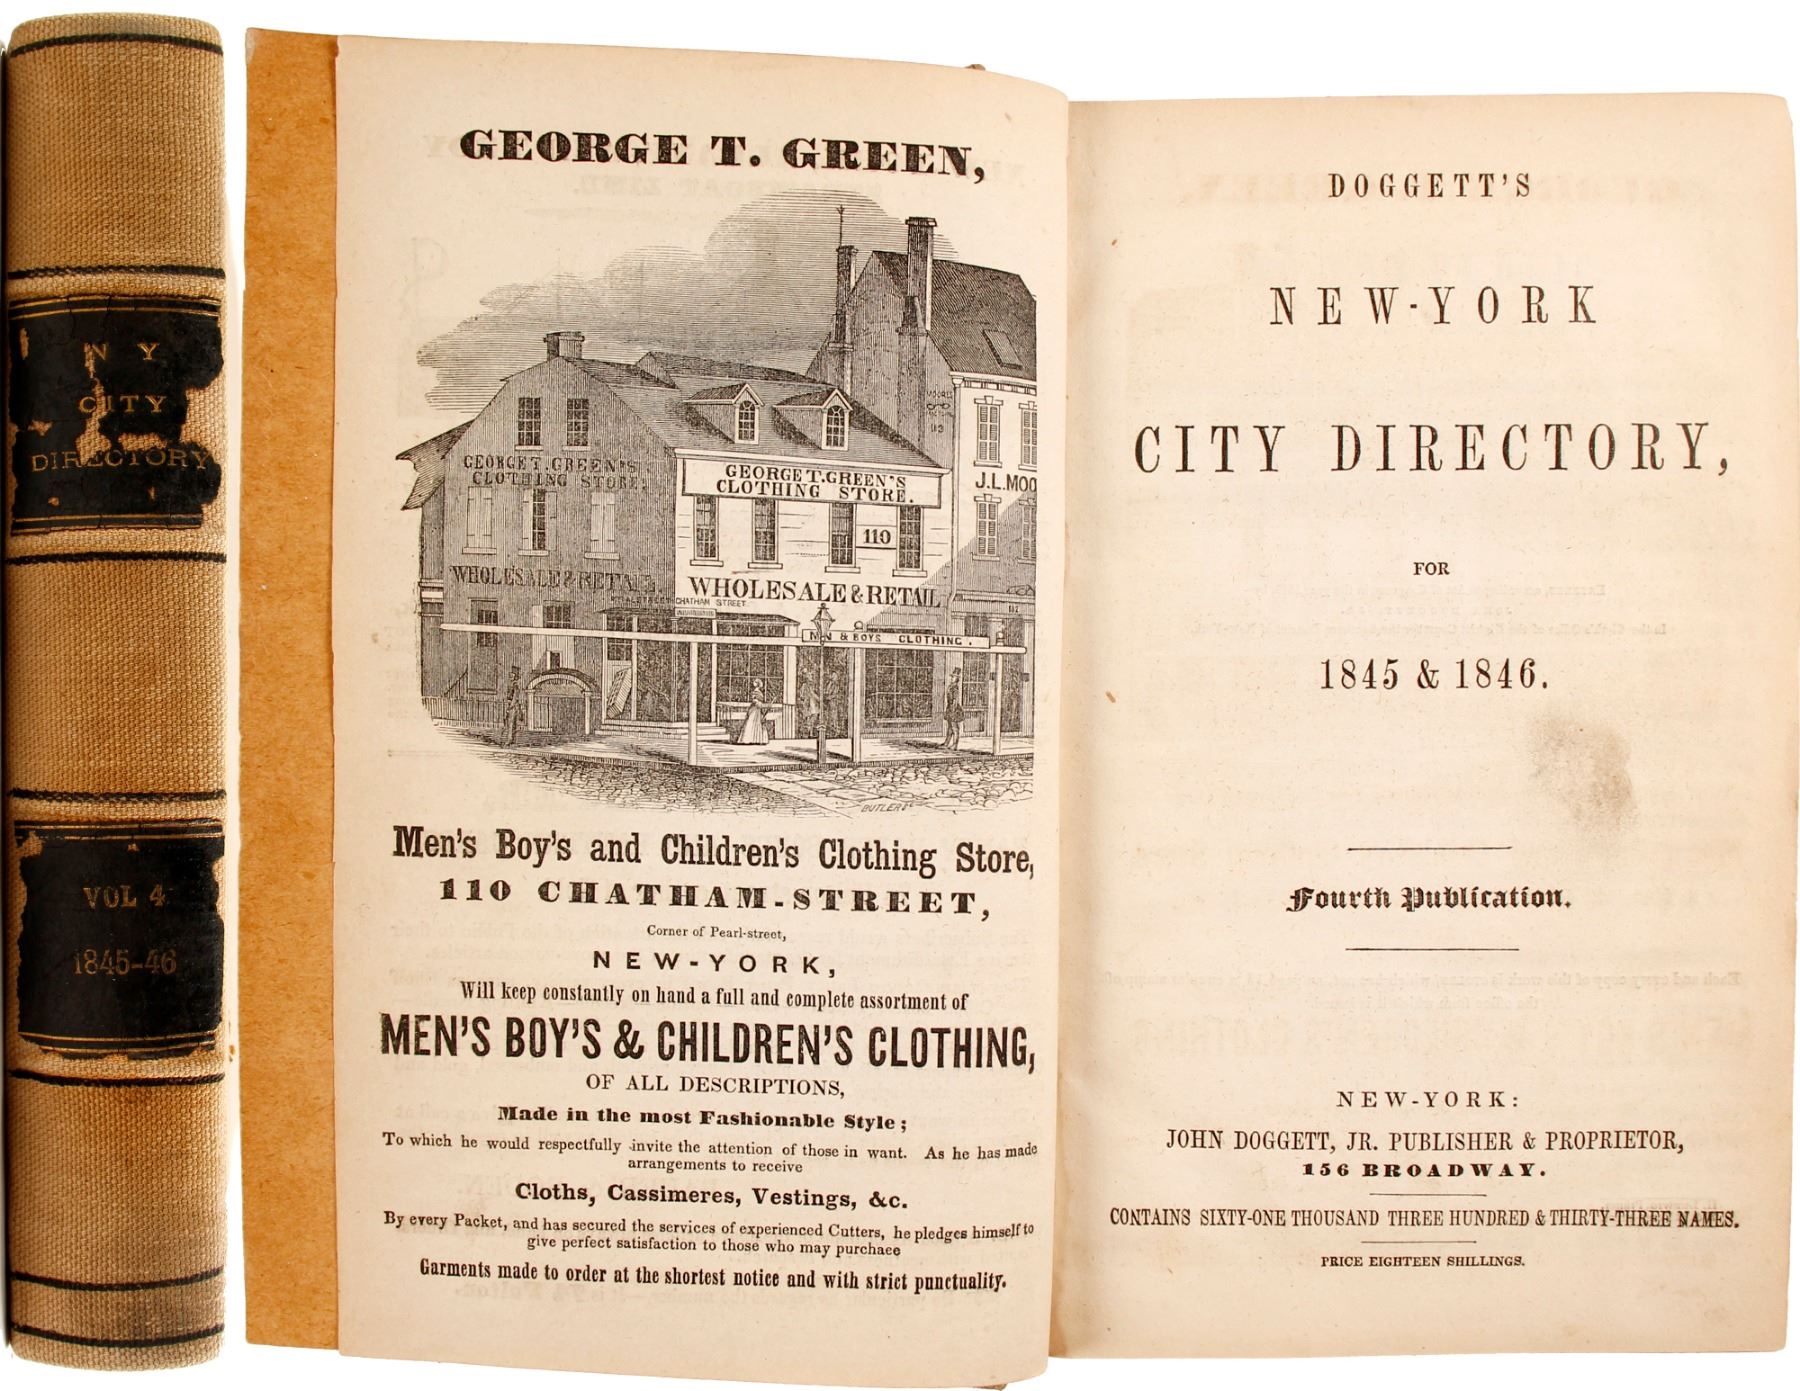 N Y
CITY
DIRECTORY
VOL 4
1845-46
GEORGE T. GREEN,
GEORGE T. GREEN'S
CLOTHING STORE.
WHOLESALE & RETAIL
GEORGE T. GREEN'S
CLOTHING STORE.
110
WHOLESALE & RETAIL
CHATHAM STREET
MEN & BOYS CLOTHING.
MOORE
113
J.L.MOO
BUTLER
Men's Boy's and Children's Clothing Store,
110 CHATHAM-STREET,
Corner of Pearl-street,
NEW-YORK,
Will keep constantly on hand a full and complete assortment of
MEN'S BOY'S & CHILDREN'S CLOTHING,
OF ALL DESCRIPTIONS,
Made in the most Fashionable Style;
To which he would respectfully invite the attention of those in want. As he has made
arrangements to receive
Cloths, Cassimeres, Vestings, &c.
By every Packet, and has secured the services of experienced Cutters, he pledges himself to
give perfect satisfaction to those who may purchaee
Garments made to order at the shortest notice and with strict punctuality.
DOGGETT'S
NEW-YORK
CITY DIRECTORY,
FOR
1845 & 1846.
Fourth Publication.
NEW-YORK:
JOHN DOGGETT, JR. PUBLISHER & PROPRIETOR,
156 BROADWAY.
CONTAINS SIXTY-ONE THOUSAND THREE HUNDRED & THIRTY-THREE NAMES.
PRICE EIGHTEEN SHILLINGS.